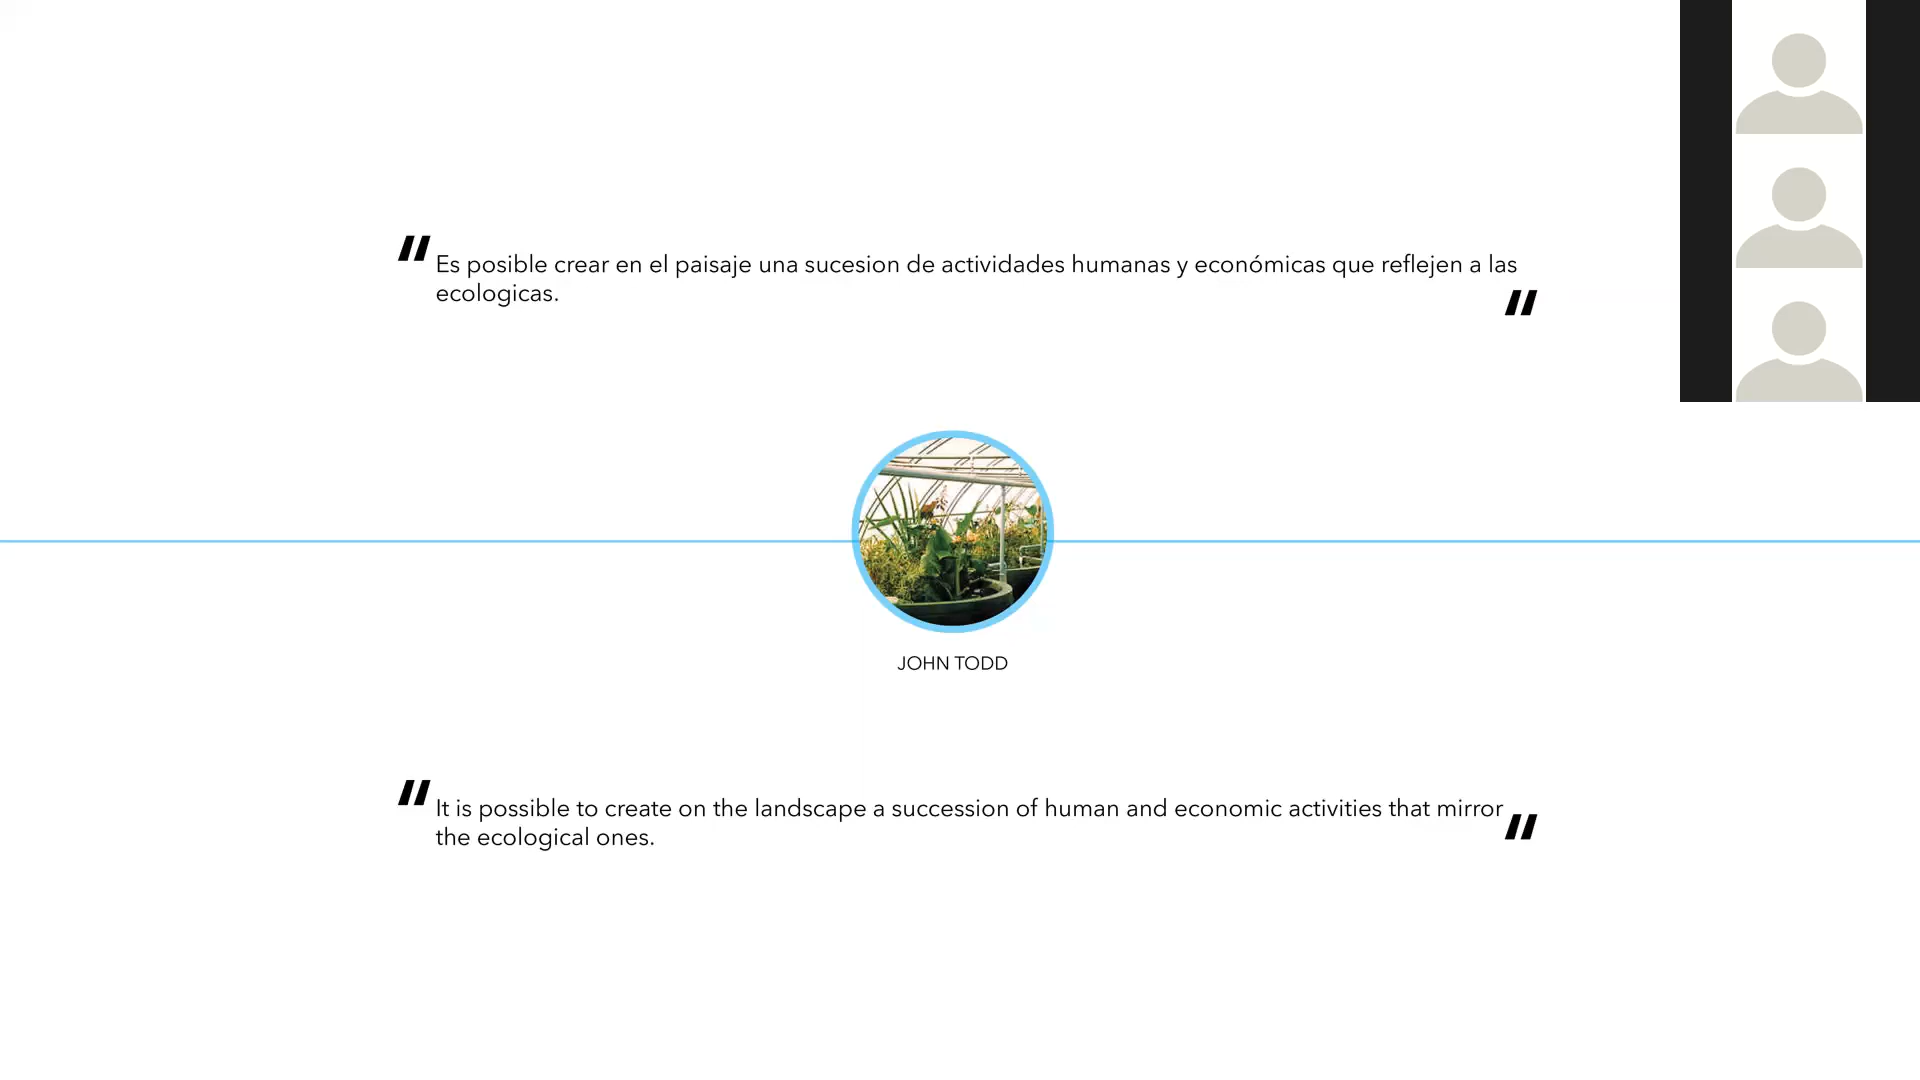 “Es posible crear en el paisaje una sucesion de actividades humanas y económicas que reflejen a las
ecologicas.”
JOHN TODD
“It is possible to create on the landscape a succession of human and economic activities that mirror
the ecological ones.”